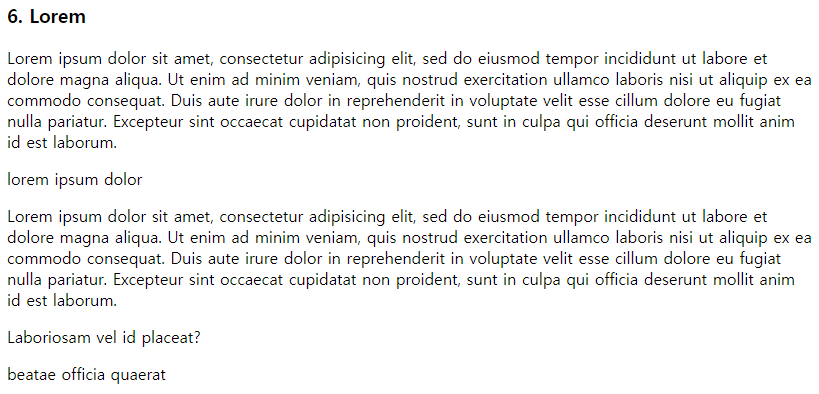 6. Lorem
Lorem ipsum dolor sit amet, consectetur adipisicing elit, sed do eiusmod tempor incididunt ut labore et
dolore magna aliqua. Ut enim ad minim veniam, quis nostrud exercitation ullamco laboris nisi ut aliquip ex ea
commodo consequat. Duis aute irure dolor in reprehenderit in voluptate velit esse cillum dolore eu fugiat
nulla pariatur. Excepteur sint occaecat cupidatat non proident, sunt in culpa qui officia deserunt mollit anim
id est laborum.
lorem ipsum dolor
Lorem ipsum dolor sit amet, consectetur adipisicing elit, sed do eiusmod tempor incididunt ut labore et
dolore magna aliqua. Ut enim ad minim veniam, quis nostrud exercitation ullamco laboris nisi ut aliquip ex ea
commodo consequat. Duis aute irure dolor in reprehenderit in voluptate velit esse cillum dolore eu fugiat
nulla pariatur. Excepteur sint occaecat cupidatat non proident, sunt in culpa qui officia deserunt mollit anim
id est laborum.
Laboriosam vel id placeat?
beatae officia quaerat